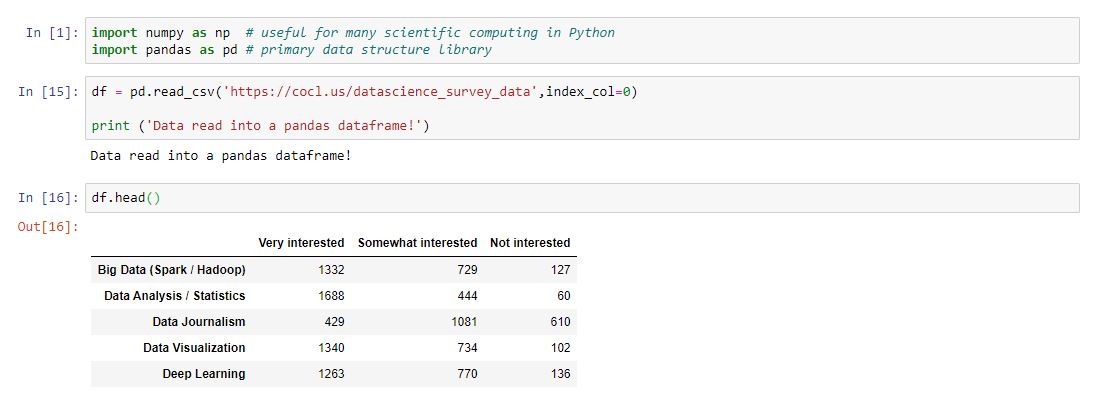 In [1]: import numpy as np  # useful for many scientific computing in Python
import pandas as pd # primary data structure library
In [15]: df = pd.read_csv('https://cocl.us/datascience_survey_data',index_col=0)
print ('Data read into a pandas dataframe!')
Data read into a pandas dataframe!
In [16]: df.head()
Out[16]:
Very interested Somewhat interested Not interested
Big Data (Spark / Hadoop) 1332 729 127
Data Analysis / Statistics 1688 444 60
Data Journalism 429 1081 610
Data Visualization 1340 734 102
Deep Learning 1263 770 136